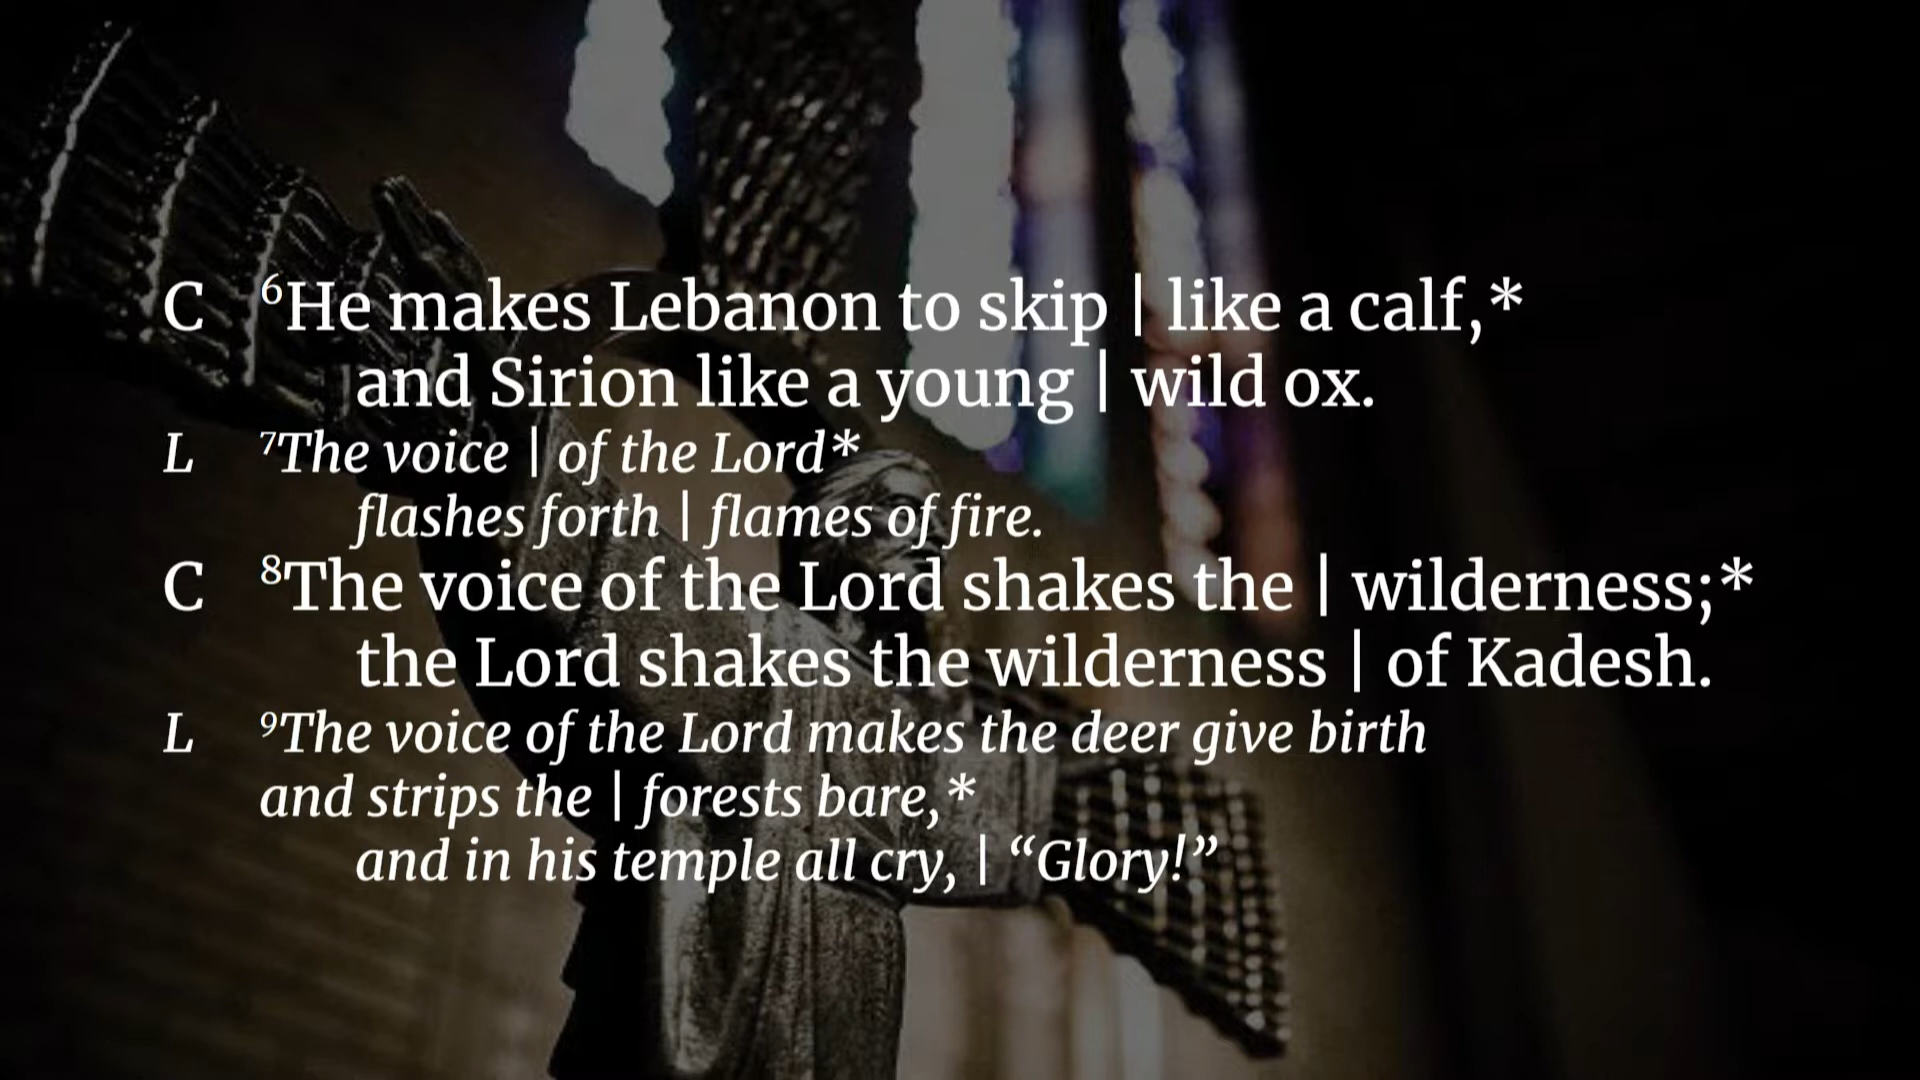 C ⁶He makes Lebanon to skip | like a calf,*
and Sirion like a young | wild ox.
L ⁷The voice | of the Lord*
flashes forth | flames of fire.
C ⁸The voice of the Lord shakes the | wilderness;*
the Lord shakes the wilderness | of Kadesh.
L ⁹The voice of the Lord makes the deer give birth
and strips the | forests bare,*
and in his temple all cry, | “Glory!”